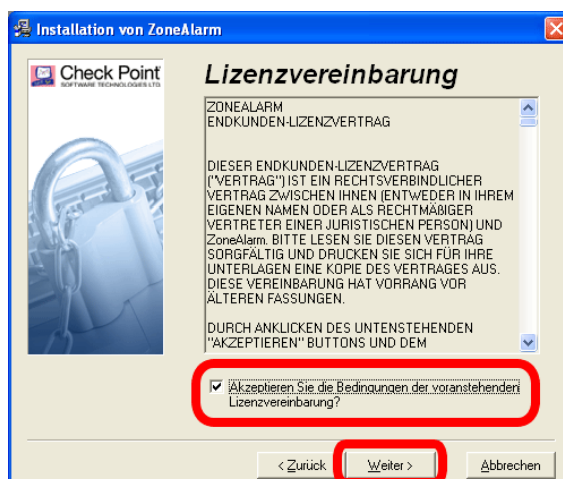 Installation von ZoneAlarm
Check Point
SOFTWARE TECHNOLOGIES LTD.
Lizenzvereinbarung
ZONEALARM
ENDKUNDEN-LIZENZVERTRAG
DIESER ENDKUNDEN-LIZENZVERTRAG
("VERTRAG") IST EIN RECHTSVERBINDLICHER
VERTRAG ZWISCHEN IHNEN (ENTWEDER IN IHREM
EIGENEN NAMEN ODER ALS RECHTMÄßIGER
VERTRETER EINER JURISTISCHEN PERSON) UND
ZoneAlarm. BITTE LESEN SIE DIESEN VERTRAG
SORGFÄLTIG UND DRUCKEN SIE SICH FÜR IHRE
UNTERLAGEN EINE KOPIE DES VERTRAGES AUS.
DIESE VEREINBARUNG HAT VORRANG VOR
ÄLTEREN FASSUNGEN.
DURCH ANKLICKEN DES UNTENSTEHENDEN
"AKZEPTIEREN" BUTTONS UND DEM
Akzeptieren Sie die Bedingungen der voranstehenden
Lizenzvereinbarung?
< Zurück
Weiter >
Abbrechen